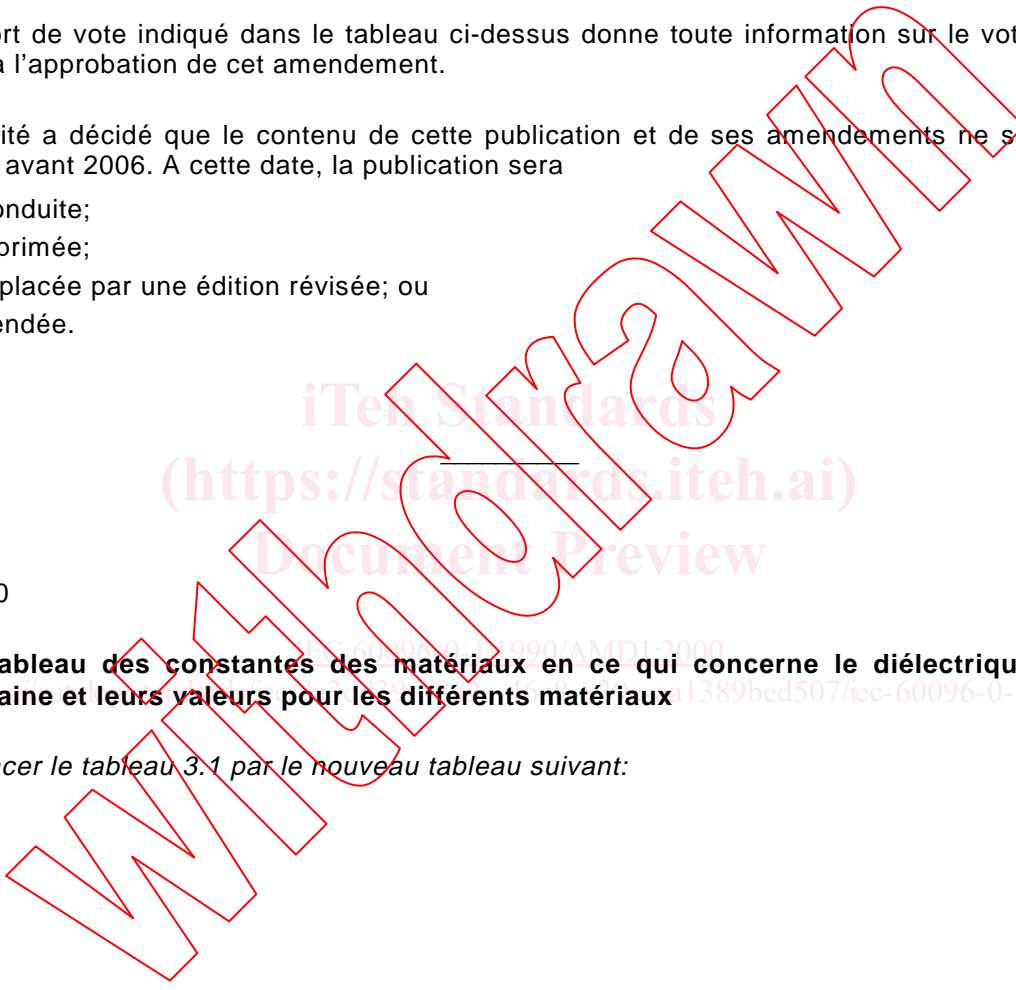 rt de vote indiqué dans le tableau ci-dessus donne toute information sur le vot
l'approbation de cet amendement.
ité a décidé que le contenu de cette publication et de ses amendements ne s
avant 2006. A cette date, la publication sera
onduite;
primée;
placée par une édition révisée; ou
endée.
iTeh Standards
(https://standards.iteh.ai)
Document Preview
0
IEC 60096-0-1:1990/AMD1:2000
ableau des constantes des matériaux en ce qui concerne le diélectriqu
aine et leurs valeurs pour les différents matériaux
a1389bed507/iec-60096-0-
cer le tableau 3.1 par le nouveau tableau suivant:
withdrawn